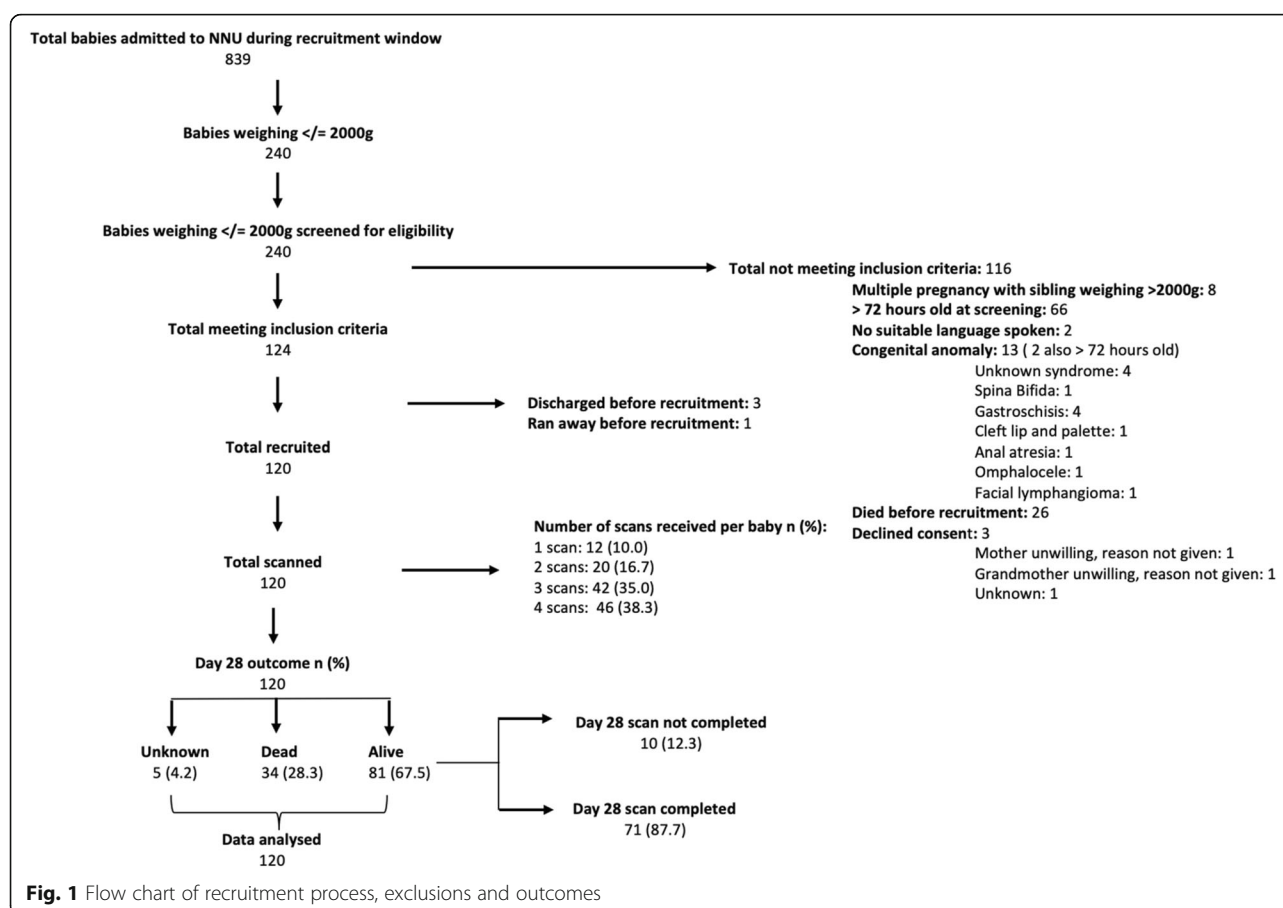 Total babies admitted to NNU during recruitment window
839
Babies weighing </= 2000g
240
Babies weighing </= 2000g screened for eligibility
240
Total not meeting inclusion criteria: 116
Multiple pregnancy with sibling weighing >2000g: 8
> 72 hours old at screening: 66
No suitable language spoken: 2
Congenital anomaly: 13 ( 2 also > 72 hours old)
Unknown syndrome: 4
Spina Bifida: 1
Gastroschisis: 4
Cleft lip and palette: 1
Anal atresia: 1
Omphalocele: 1
Facial lymphangioma: 1
Died before recruitment: 26
Declined consent: 3
Mother unwilling, reason not given: 1
Grandmother unwilling, reason not given: 1
Unknown: 1
Total meeting inclusion criteria
124
Discharged before recruitment: 3
Ran away before recruitment: 1
Total recruited
120
Number of scans received per baby n (%):
1 scan: 12 (10.0)
2 scans: 20 (16.7)
3 scans: 42 (35.0)
4 scans: 46 (38.3)
Total scanned
120
Day 28 outcome n (%)
120
Unknown
5 (4.2)
Dead
34 (28.3)
Alive
81 (67.5)
Day 28 scan not completed
10 (12.3)
Day 28 scan completed
71 (87.7)
Data analysed
120
Fig. 1 Flow chart of recruitment process, exclusions and outcomes